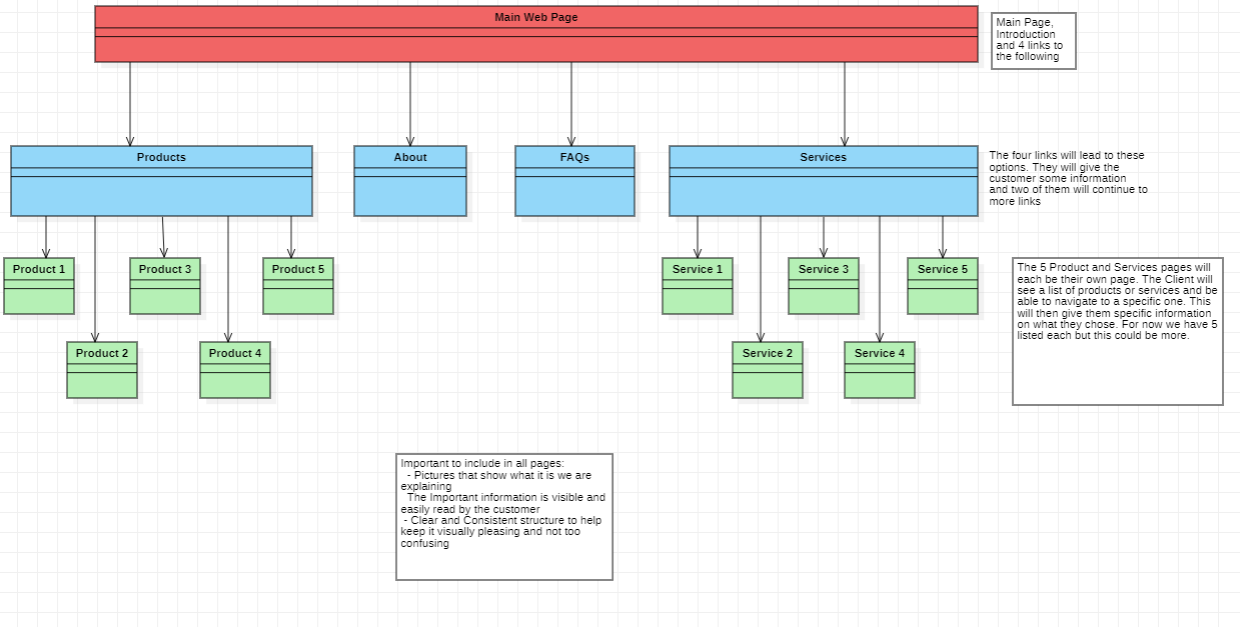 Main Web Page
Main Page,
Introduction
and 4 links to
the following
Products
About
FAQs
Services
The four links will lead to these
options. They will give the
customer some information
and two of them will continue to
more links
Product 1
Product 3
Product 5
Service 1
Service 3
Service 5
The 5 Product and Services pages will
each be their own page. The Client will
see a list of products or services and be
able to navigate to a specific one. This
will then give them specific information
on what they chose. For now we have 5
listed each but this could be more.
Product 2
Product 4
Service 2
Service 4
Important to include in all pages:
- Pictures that show what it is we are
explaining
The Important information is visible and
easily read by the customer
- Clear and Consistent structure to help
keep it visually pleasing and not too
confusing